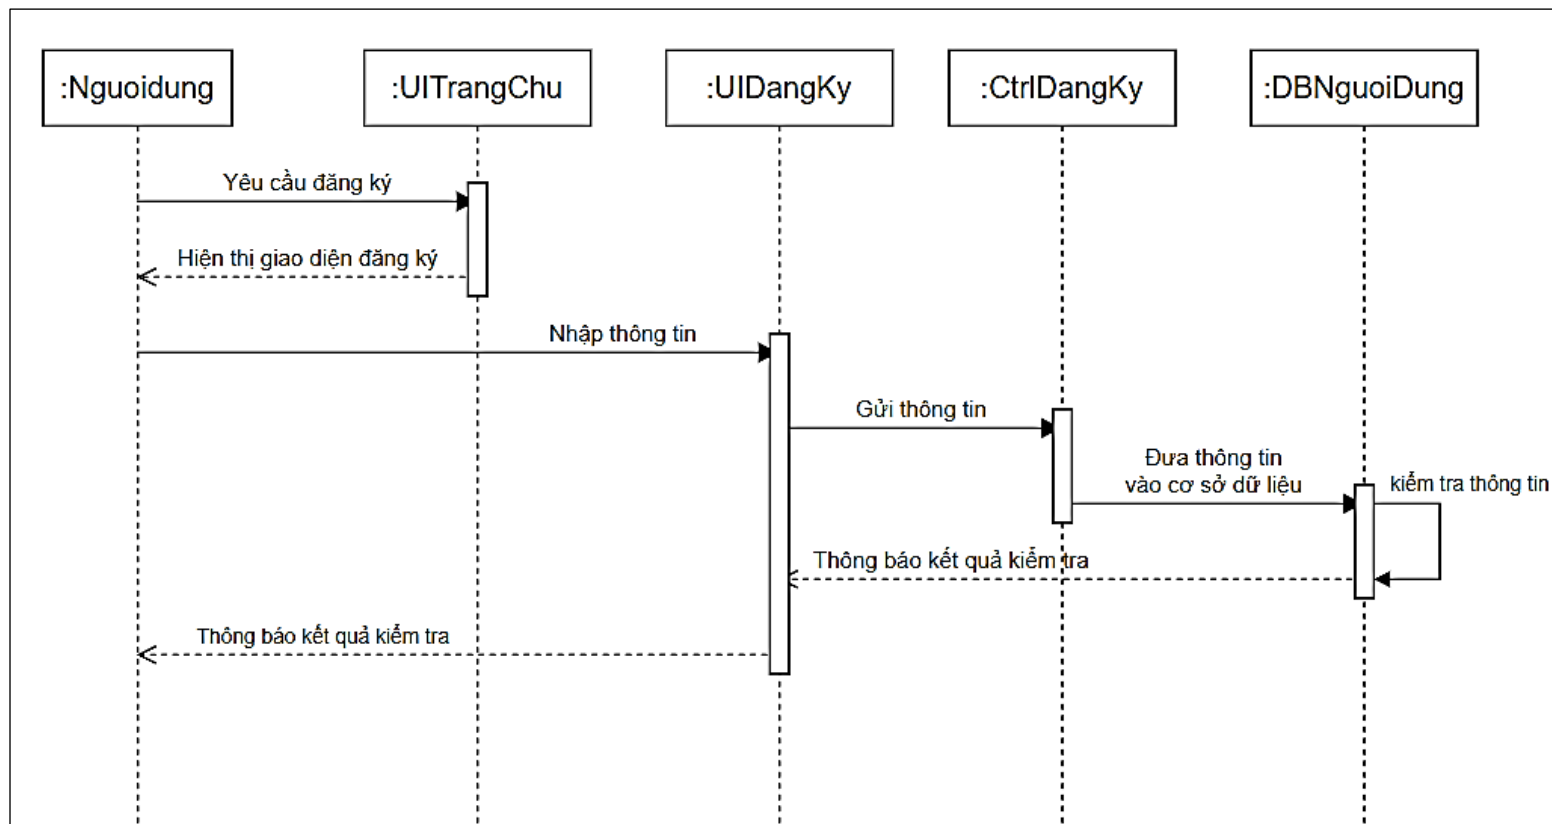 :Nguoidung
:UITrangChu
:UIDangKy
:CtrlDangKy
:DBNguoiDung
Yêu cầu đăng ký
Hiện thị giao diện đăng ký
Nhập thông tin
Gửi thông tin
Đưa thông tin
vào cơ sở dữ liệu
kiểm tra thông tin
Thông báo kết quả kiểm tra
Thông báo kết quả kiểm tra